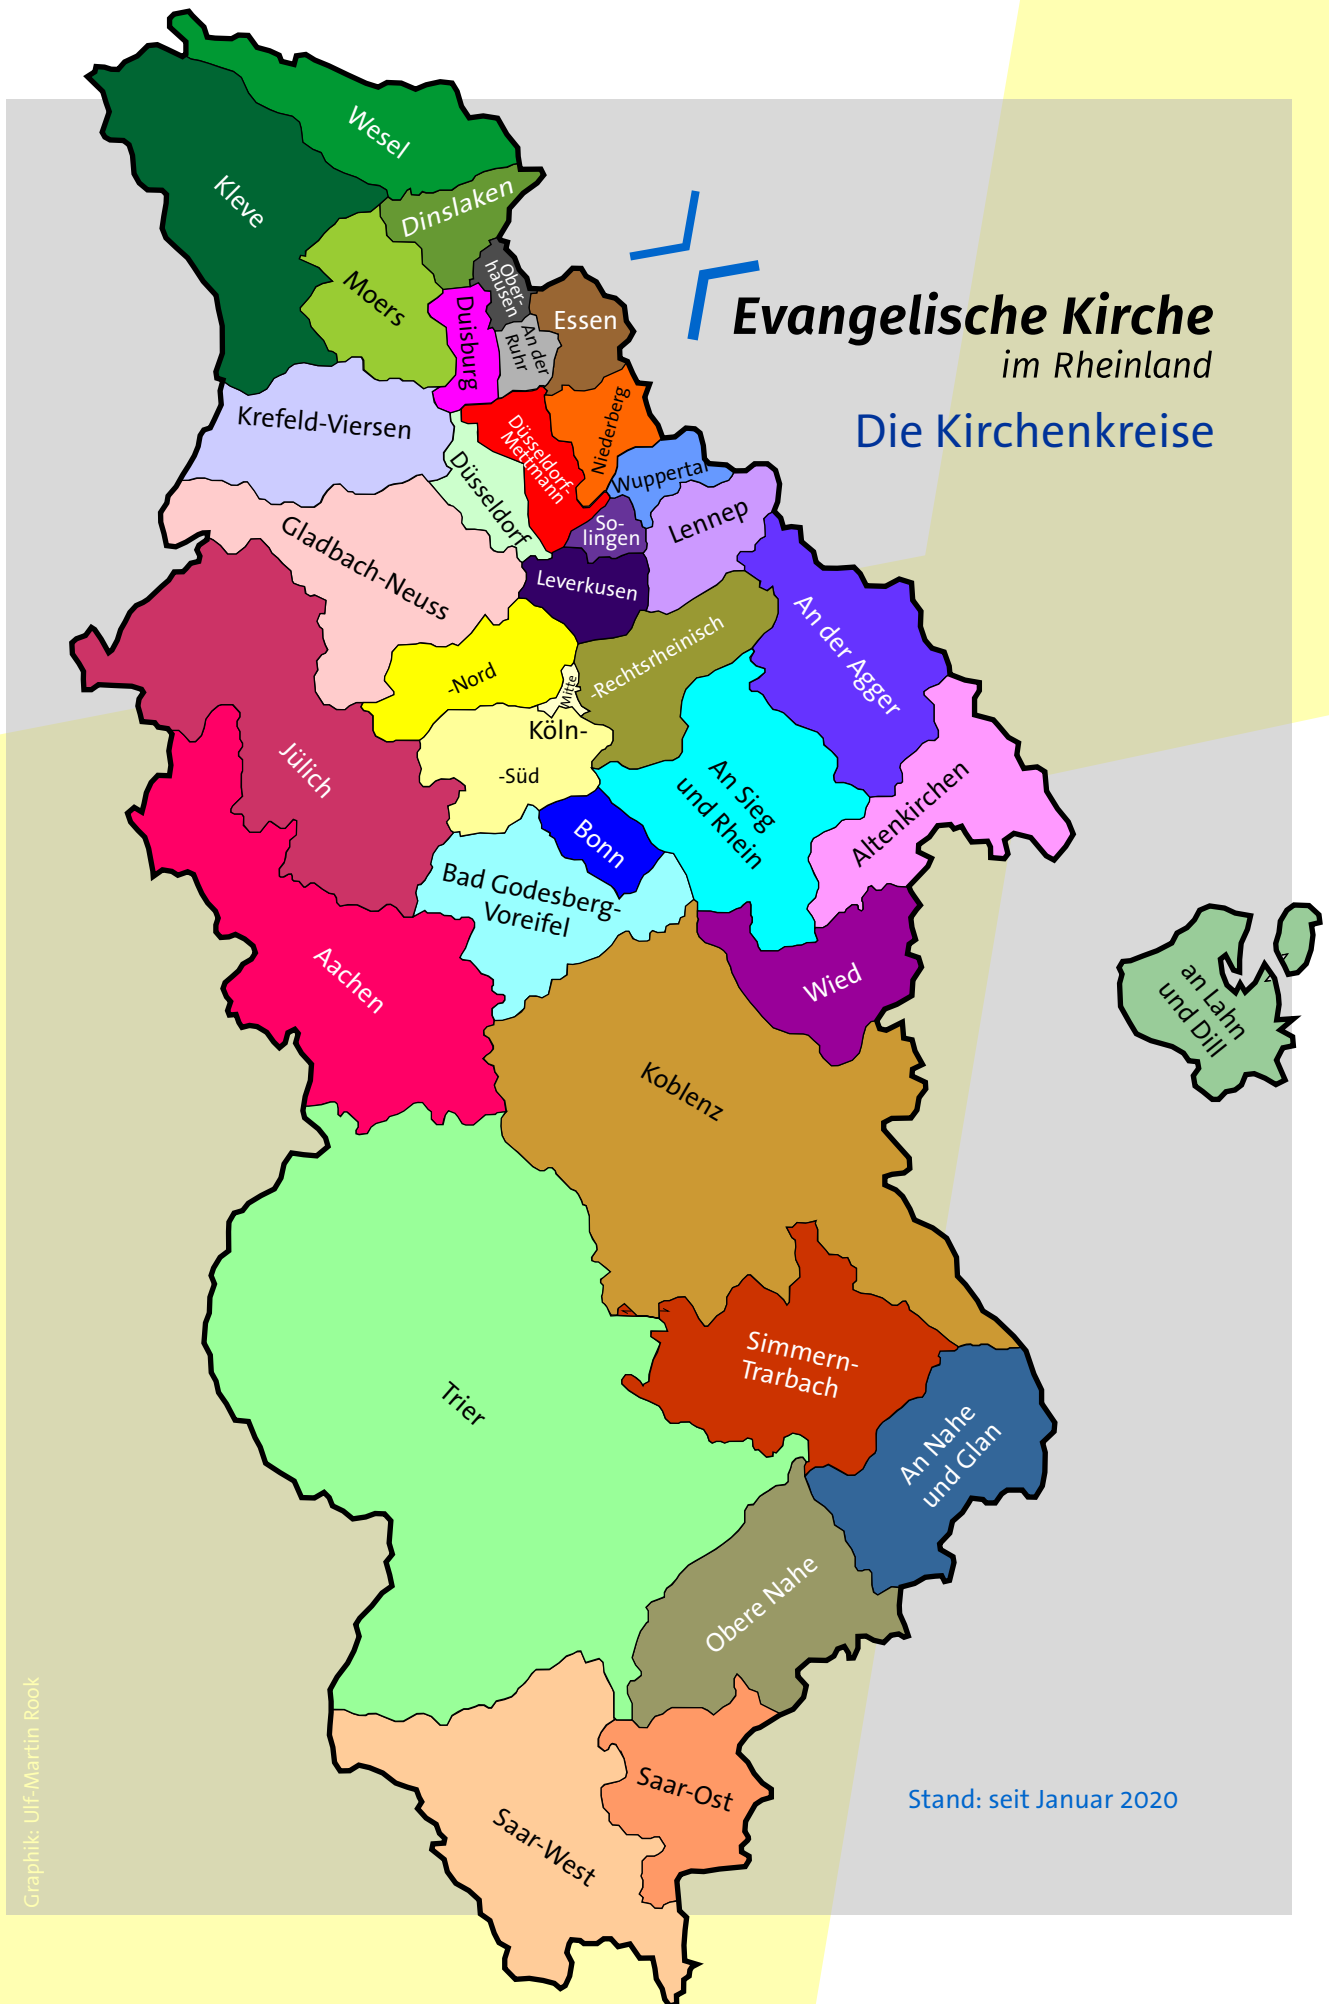 Wesel
Kleve
Dinslaken
Moers
Ober-
hausen
Duisburg
An der
Ruhr
Essen
Evangelische Kirche
im Rheinland
Die Kirchenkreise
Krefeld-Viersen
Düsseldorf-
Mettmann
Niederberg
Düsseldorf
Wuppertal
Lennep
So-
lingen
Gladbach-Neuss
Leverkusen
An der Agger
-Rechtsrheinisch
-Nord
Mitte
Köln-
-Süd
Jülich
An Sieg
und Rhein
Altenkirchen
Bonn
Bad Godesberg-
Voreifel
Aachen
Wied
an Lahn
und Dill
Koblenz
Simmern-
Trarbach
Trier
An Nahe
und Glan
Obere Nahe
Saar-Ost
Saar-West
Stand: seit Januar 2020
Graphik: Ulf-Martin Rook